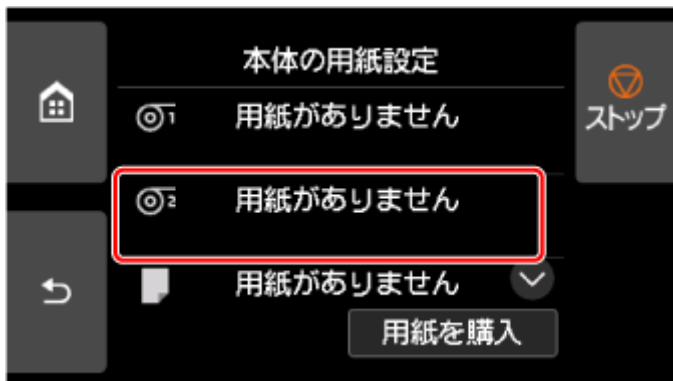 本体の用紙設定
1 用紙がありません
ストップ
2 用紙がありません
用紙がありません
用紙を購入